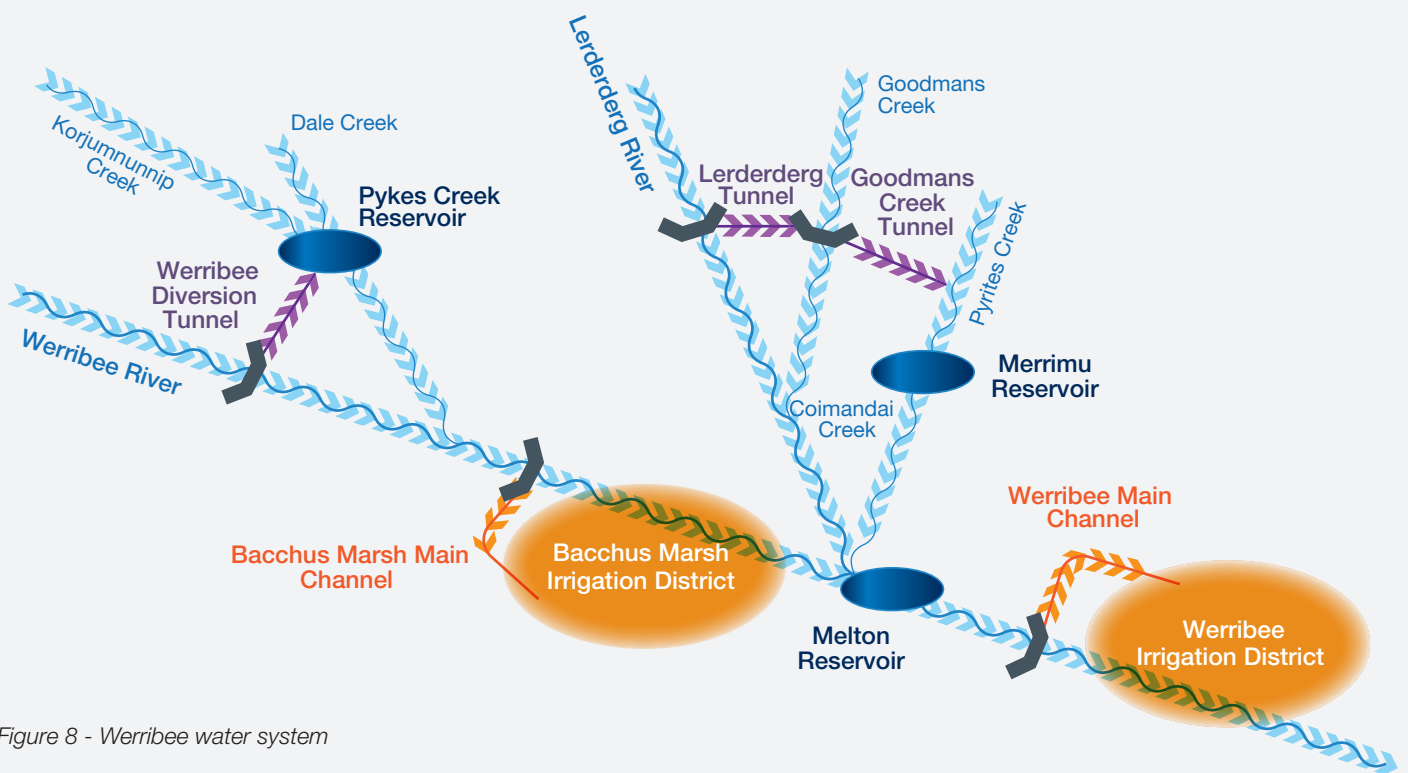 Korjumnunnip
Creek
Dale Creek
Pykes Creek
Reservoir
Werribee
Diversion
Tunnel
Werribee River
Lerderderg River
Goodmans
Creek
Lerderderg
Tunnel
Goodmans
Creek
Tunnel
Pyrites Creek
Merrimu
Reservoir
Coimandai
Creek
Bacchus Marsh Main
Channel
Bacchus Marsh
Irrigation District
Melton
Reservoir
Werribee Main
Channel
Werribee
Irrigation District
Figure 8 - Werribee water system